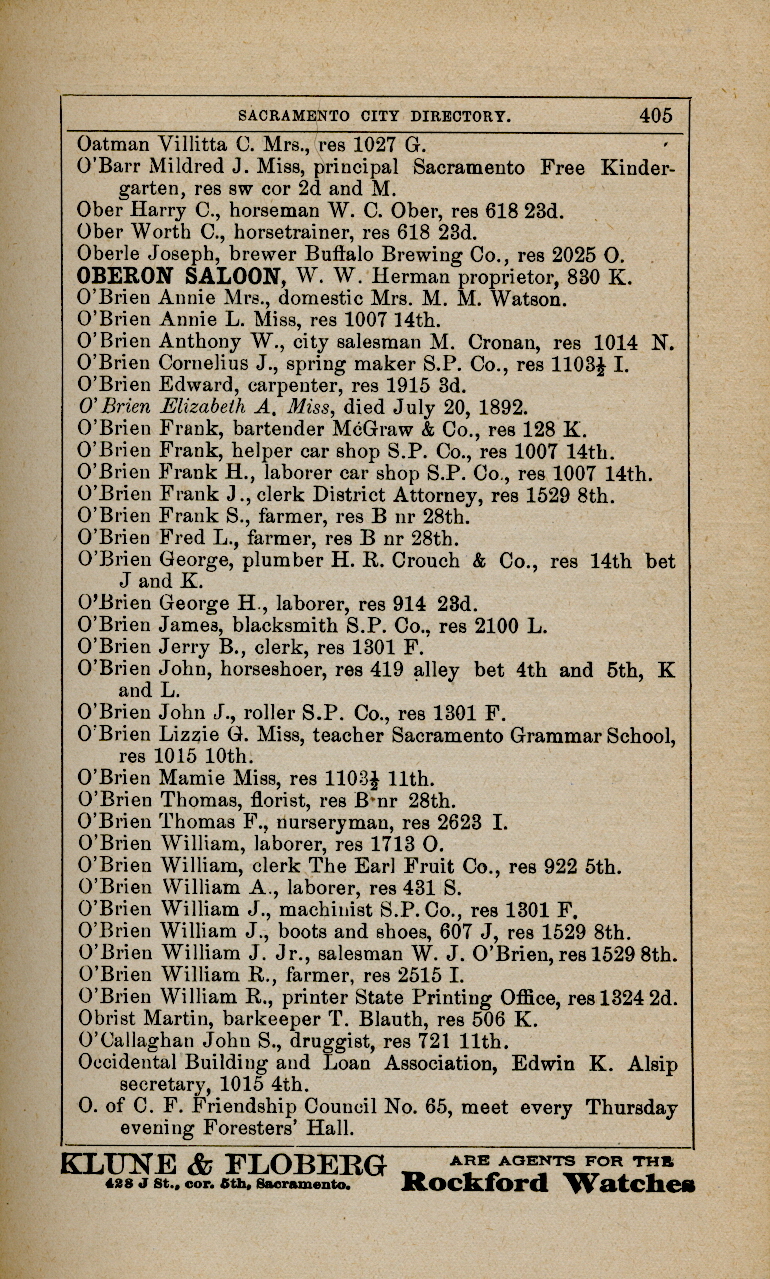 SACRAMENTO CITY DIRECTORY. 405
Oatman Villitta C. Mrs., res 1027 G.
O'Barr Mildred J. Miss, principal Sacramento Free Kinder-
garten, res sw cor 2d and M.
Ober Harry C., horseman W. C. Ober, res 618 23d.
Ober Worth C., horsetrainer, res 618 23d.
Oberle Joseph, brewer Buffalo Brewing Co., res 2025 O.
OBERON SALOON, W. W. Herman proprietor, 830 K.
O'Brien Annie Mrs., domestic Mrs. M. M. Watson.
O'Brien Annie L. Miss, res 1007 14th.
O'Brien Anthony W., city salesman M. Cronan, res 1014 N.
O'Brien Cornelius J., spring maker S.P. Co., res 1103½ I.
O'Brien Edward, carpenter, res 1915 3d.
O'Brien Elizabeth A. Miss, died July 20, 1892.
O'Brien Frank, bartender McGraw & Co., res 128 K.
O'Brien Frank, helper car shop S.P. Co., res 1007 14th.
O'Brien Frank H., laborer car shop S.P. Co., res 1007 14th.
O'Brien Frank J., clerk District Attorney, res 1529 8th.
O'Brien Frank S., farmer, res B nr 28th.
O'Brien Fred L., farmer, res B nr 28th.
O'Brien George, plumber H. R. Crouch & Co., res 14th bet
J and K.
O'Brien George H., laborer, res 914 23d.
O'Brien James, blacksmith S.P. Co., res 2100 L.
O'Brien Jerry B., clerk, res 1301 F.
O'Brien John, horseshoer, res 419 alley bet 4th and 5th, K
and L.
O'Brien John J., roller S.P. Co., res 1301 F.
O'Brien Lizzie G. Miss, teacher Sacramento Grammar School,
res 1015 10th.
O'Brien Mamie Miss, res 1103½ 11th.
O'Brien Thomas, florist, res B nr 28th.
O'Brien Thomas F., nurseryman, res 2623 I.
O'Brien William, laborer, res 1713 O.
O'Brien William, clerk The Earl Fruit Co., res 922 5th.
O'Brien William A., laborer, res 431 S.
O'Brien William J., machinist S.P. Co., res 1301 F.
O'Brien William J., boots and shoes, 607 J, res 1529 8th.
O'Brien William J. Jr., salesman W. J. O'Brien, res 1529 8th.
O'Brien William R., farmer, res 2515 I.
O'Brien William R., printer State Printing Office, res 1324 2d.
Obrist Martin, barkeeper T. Blauth, res 506 K.
O'Callaghan John S., druggist, res 721 11th.
Occidental Building and Loan Association, Edwin K. Alsip
secretary, 1015 4th.
O. of C. F. Friendship Council No. 65, meet every Thursday
evening Foresters' Hall.
KLUNE & FLOBERG ARE AGENTS FOR THE
428 J St., cor. 5th, Sacramento. Rockford Watches